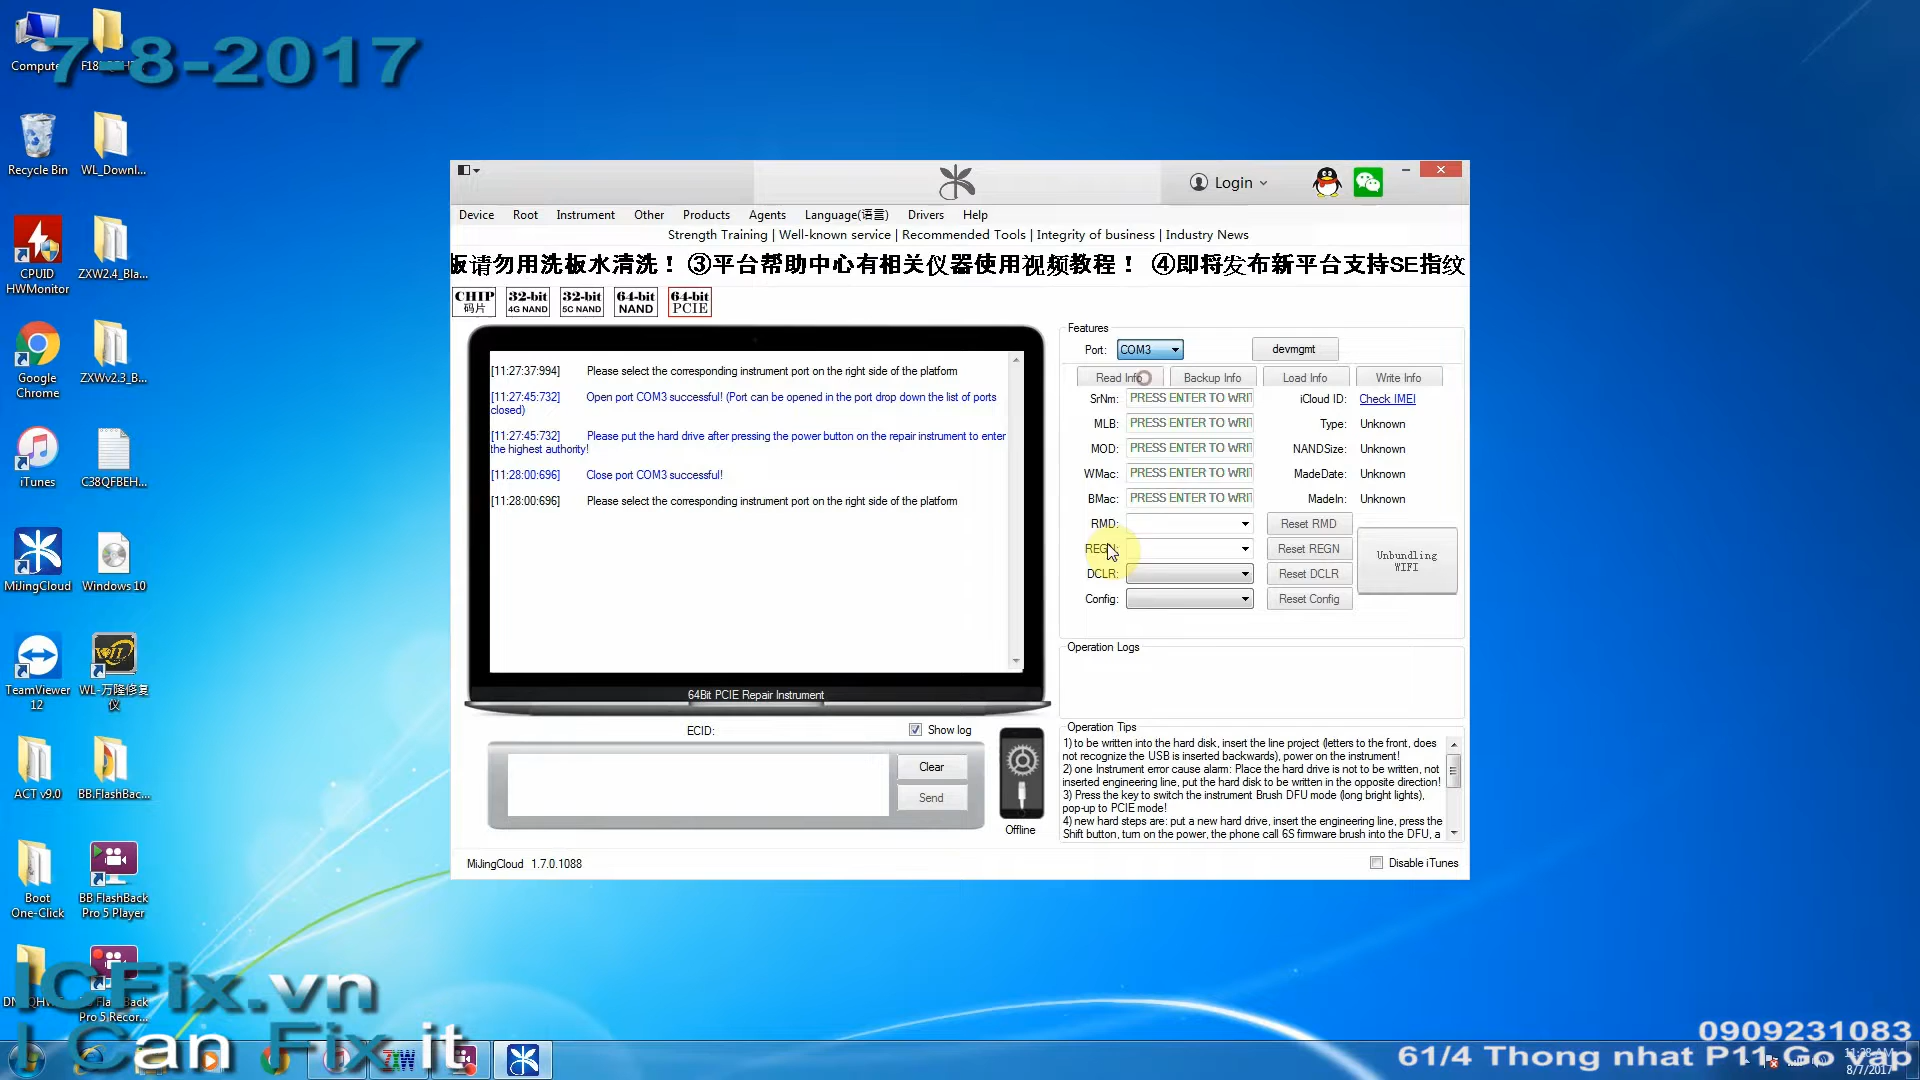 7-8-2017
Computer
F18
Recycle Bin
WL_Downl...
CPUID
HWMonitor
ZXW2.4_Bla...
Google
Chrome
ZXWv2.3_B...
iTunes
C38QFBEH...
MiJingCloud
Windows 10
TeamViewer
12
WL-万隆修复
仪
ACT v9.0
BB.FlashBac...
Boot
One-Click
BB FlashBack
Pro 5 Player
Pro 5 Recor...
ICFix.vn
I Can Fix it
0909231083
61/4 Thong nhat P11 Go vap
8/7/2017
Login
Device Root Instrument Other Products Agents Language(语言) Drivers Help
Strength Training | Well-known service | Recommended Tools | Integrity of business | Industry News
板请勿用洗板水清洗！ ③平台帮助中心有相关仪器使用视频教程！ ④即将发布新平台支持SE指纹
CHIP
码片
32-bit
4G NAND
32-bit
5C NAND
64-bit
NAND
64-bit
PCIE
[11:27:37:994] Please select the corresponding instrument port on the right side of the platform
[11:27:45:732] Open port COM3 successful! (Port can be opened in the port drop down the list of ports
closed)
[11:27:45:732] Please put the hard drive after pressing the power button on the repair instrument to enter
the highest authority!
[11:28:00:696] Close port COM3 successful!
[11:28:00:696] Please select the corresponding instrument port on the right side of the platform
64Bit PCIE Repair Instrument
ECID:
Show log
Clear
Send
Offline
MiJingCloud 1.7.0.1088
Features
Port: COM3 devmgmt
Read Info Backup Info Load Info Write Info
SrNm: PRESS ENTER TO WRIT iCloud ID: Check IMEI
MLB: PRESS ENTER TO WRIT Type: Unknown
MOD: PRESS ENTER TO WRIT NANDSize: Unknown
WMac: PRESS ENTER TO WRIT MadeDate: Unknown
BMac: PRESS ENTER TO WRIT MadeIn: Unknown
RMD: Reset RMD
REGN: Reset REGN
DCLR: Reset DCLR
Config: Reset Config
Unbundling
WIFI
Operation Logs
Operation Tips
1) to be written into the hard disk, insert the line project (letters to the front, does
not recognize the USB is inserted backwards), power on the instrument!
2) one Instrument error cause alarm: Place the hard drive is not to be written, not
inserted engineering line, put the hard disk to be written in the opposite direction!
3) Press the key to switch the instrument Brush DFU mode (long bright lights),
pop-up to PCIE mode!
4) new hard steps are: put a new hard drive, insert the engineering line, press the
Shift button, turn on the power, the phone call 6S firmware brush into the DFU, a
Disable iTunes